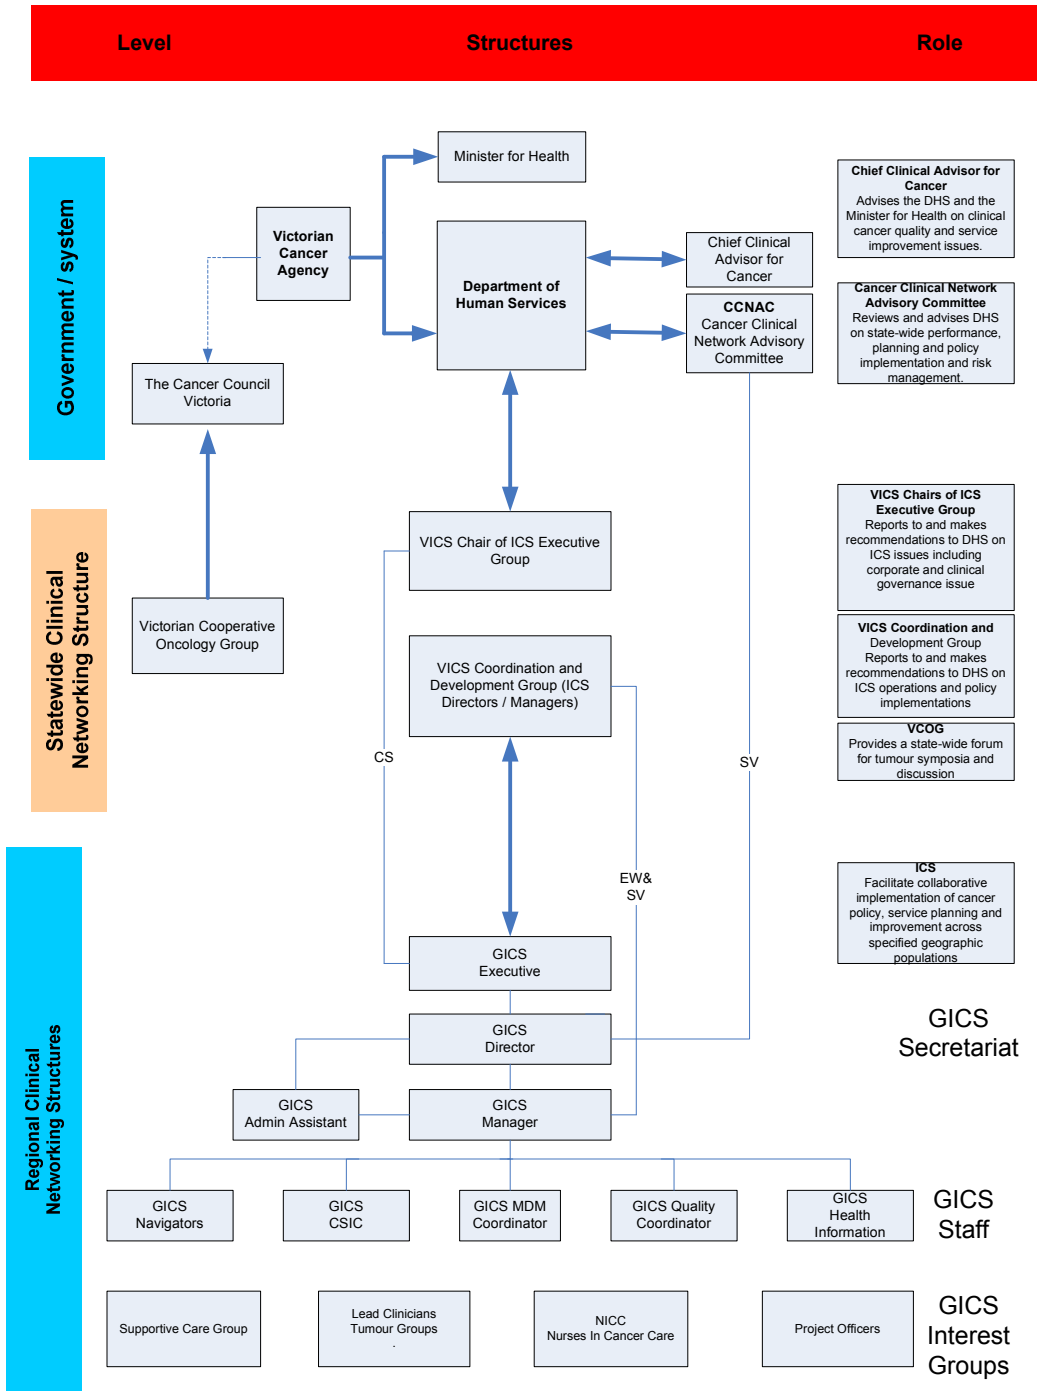 Level
Structures
Role
Government / system
Minister for Health
Victorian
Cancer
Agency
Department of
Human Services
Chief Clinical
Advisor for
Cancer
CCNAC
Cancer Clinical
Network Advisory
Committee
The Cancer Council
Victoria
Chief Clinical Advisor for
Cancer
Advises the DHS and the
Minister for Health on clinical
cancer quality and service
improvement issues.
Cancer Clinical Network
Advisory Committee
Reviews and advises DHS
on state-wide performance,
planning and policy
implementation and risk
management.
Statewide Clinical
Networking Structure
VICS Chair of ICS Executive
Group
Victorian Cooperative
Oncology Group
VICS Coordination and
Development Group (ICS
Directors / Managers)
CS
SV
EW&
SV
VICS Chairs of ICS
Executive Group
Reports to and makes
recommendations to DHS on
ICS issues including
corporate and clinical
governance issue
VICS Coordination and
Development Group
Reports to and makes
recommendations to DHS on
ICS operations and policy
implementations
VCOG
Provides a state-wide forum
for tumour symposia and
discussion
Regional Clinical
Networking Structures
ICS
Facilitate collaborative
implementation of cancer
policy, service planning and
improvement across
specified geographic
populations
GICS
Executive
GICS
Director
GICS
Secretariat
GICS
Admin Assistant
GICS
Manager
GICS
Navigators
GICS
CSIC
GICS MDM
Coordinator
GICS Quality
Coordinator
GICS
Health
Information
GICS
Staff
Supportive Care Group
Lead Clinicians
Tumour Groups
.
NICC
Nurses In Cancer Care
Project Officers
GICS
Interest
Groups